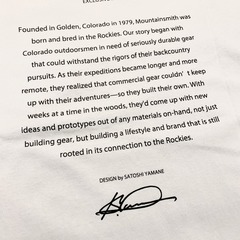 EXCLUSIV
Founded in Golden, Colorado in 1979, Mountainsmith was
born and bred in the Rockies. Our story began with
Colorado outdoorsmen in need of seriously durable gear
that could withstand the rigors of their backcountry
pursuits. As their expeditions became longer and more
remote, they realized that commercial gear couldn't keep
up with their adventures—so they built their own. With
weeks at a time in the woods, they'd come up with new
ideas and prototypes out of any materials on-hand, not just
building gear, but building a lifestyle and brand that is still
rooted in its connection to the Rockies.
DESIGN by SATOSHI YAMANE